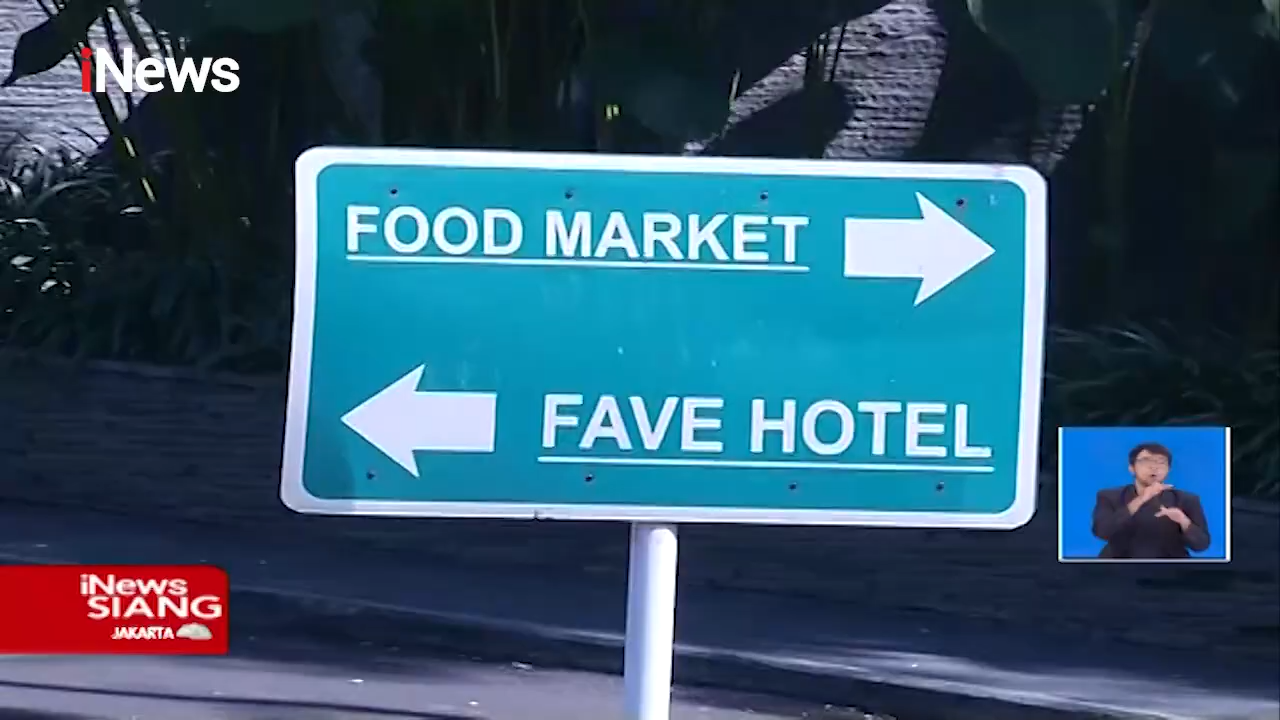 iNews
FOOD MARKET
FAVE HOTEL
iNews
SIANG
JAKARTA